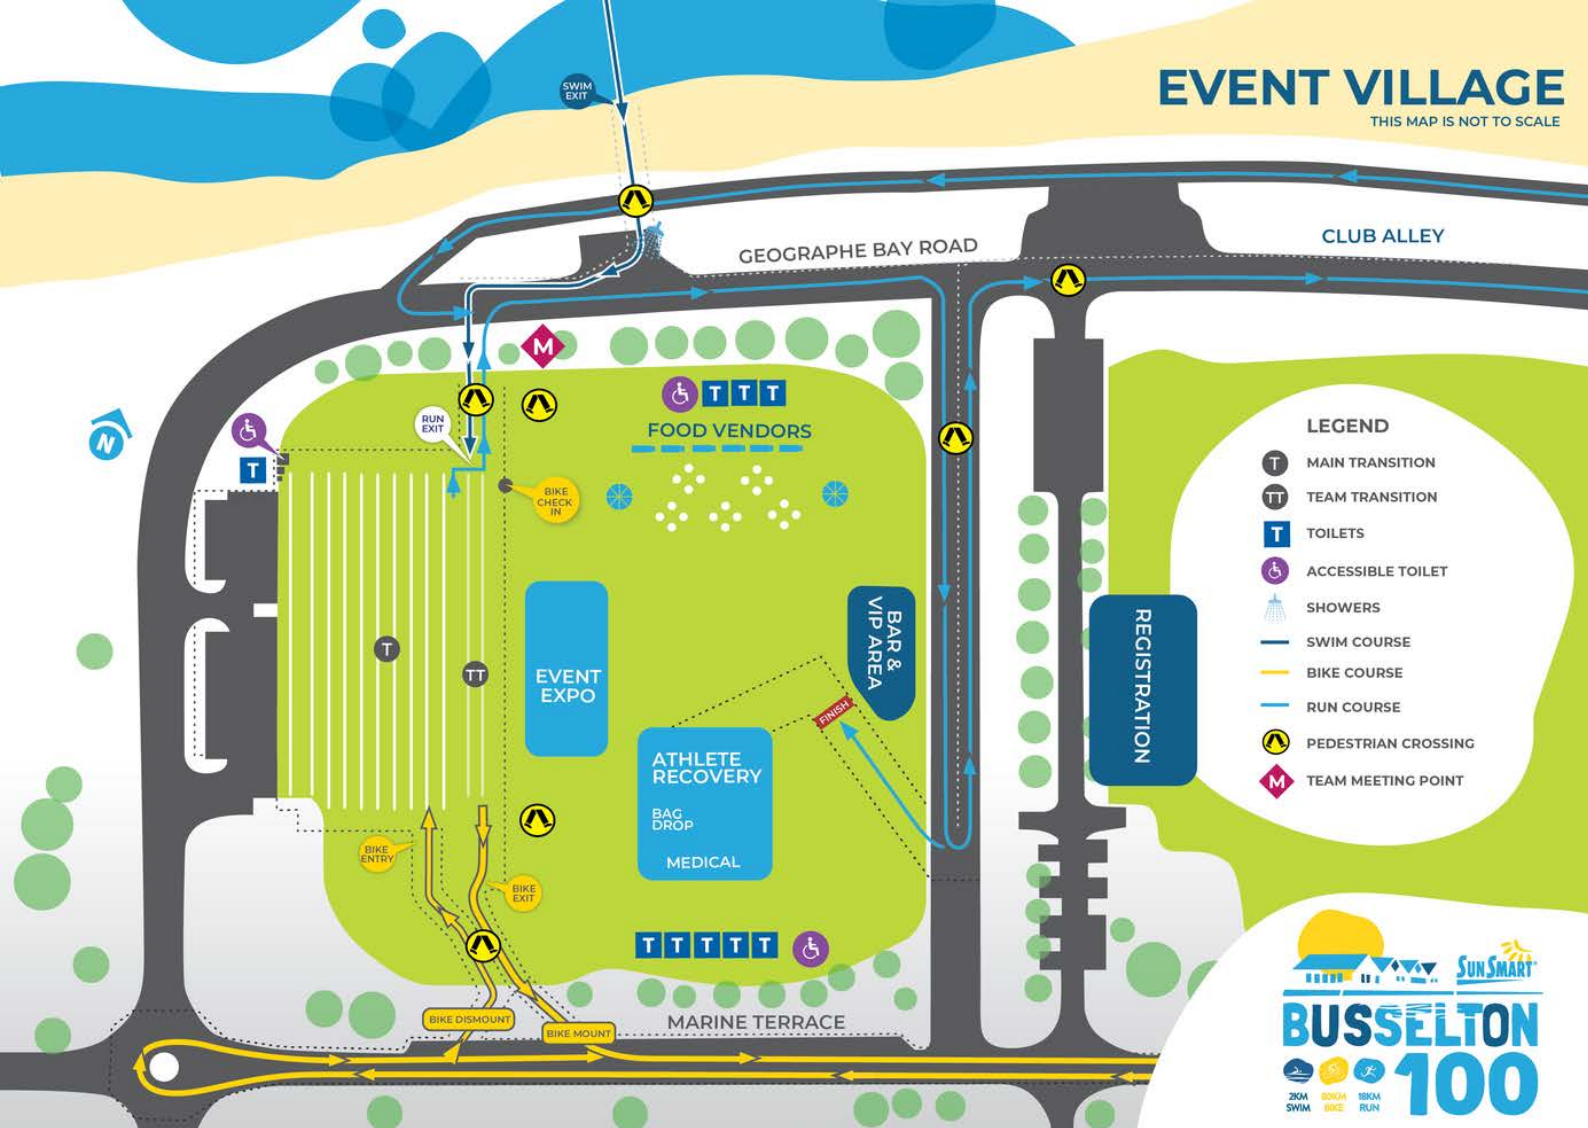 EVENT VILLAGE
THIS MAP IS NOT TO SCALE
SWIM
EXIT
GEOGRAPHE BAY ROAD
CLUB ALLEY
M
N
RUN
EXIT
T
T T T
FOOD VENDORS
BIKE
CHECK
IN
T
TT
EVENT
EXPO
BAR &
VIP AREA
FINISH
REGISTRATION
ATHLETE
RECOVERY
BAG
DROP
MEDICAL
BIKE
ENTRY
BIKE
EXIT
T T T T T
BIKE DISMOUNT
BIKE MOUNT
MARINE TERRACE
LEGEND
T MAIN TRANSITION
TT TEAM TRANSITION
T TOILETS
ACCESSIBLE TOILET
SHOWERS
SWIM COURSE
BIKE COURSE
RUN COURSE
PEDESTRIAN CROSSING
M TEAM MEETING POINT
SUNSMART
BUSSELTON
100
2KM
SWIM
80KM
BIKE
18KM
RUN